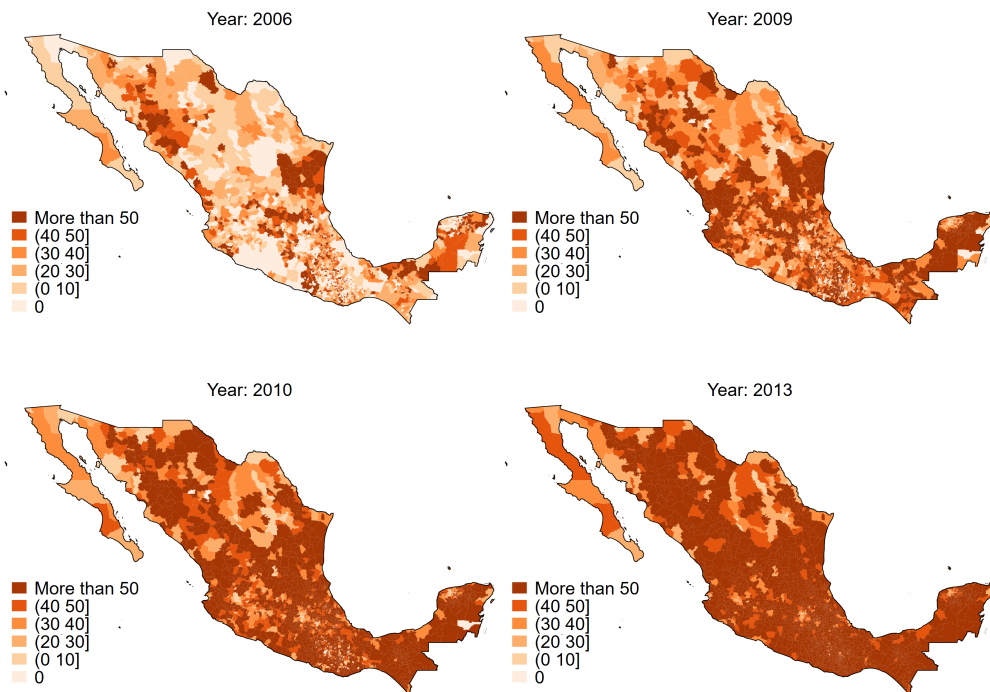 Year: 2006
More than 50
(40 50]
(30 40]
(20 30]
(0 10]
0
Year: 2009
More than 50
(40 50]
(30 40]
(20 30]
(0 10]
0
Year: 2010
More than 50
(40 50]
(30 40]
(20 30]
(0 10]
0
Year: 2013
More than 50
(40 50]
(30 40]
(20 30]
(0 10]
0